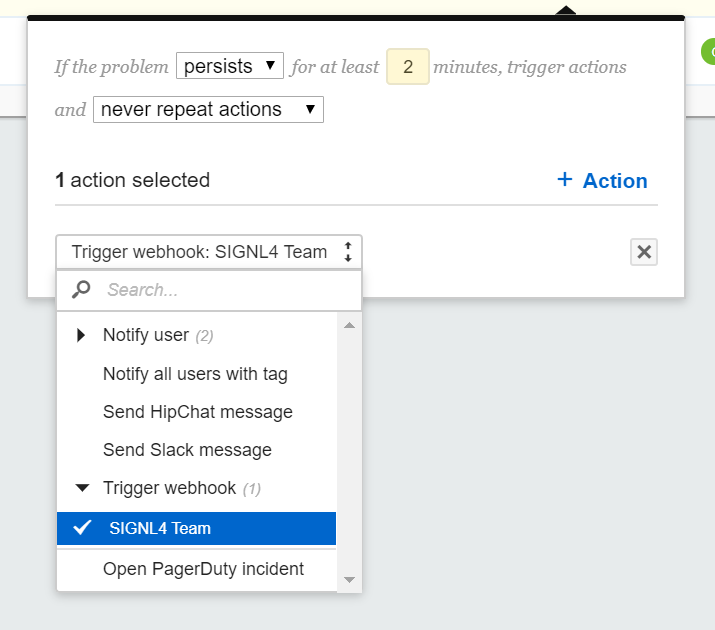 If the problem persists ▼ for at least 2 minutes, trigger actions
and never repeat actions ▼
1 action selected + Action
Trigger webhook: SIGNL4 Team
Search...
Notify user (2)
Notify all users with tag
Send HipChat message
Send Slack message
Trigger webhook (1)
SIGNL4 Team
Open PagerDuty incident